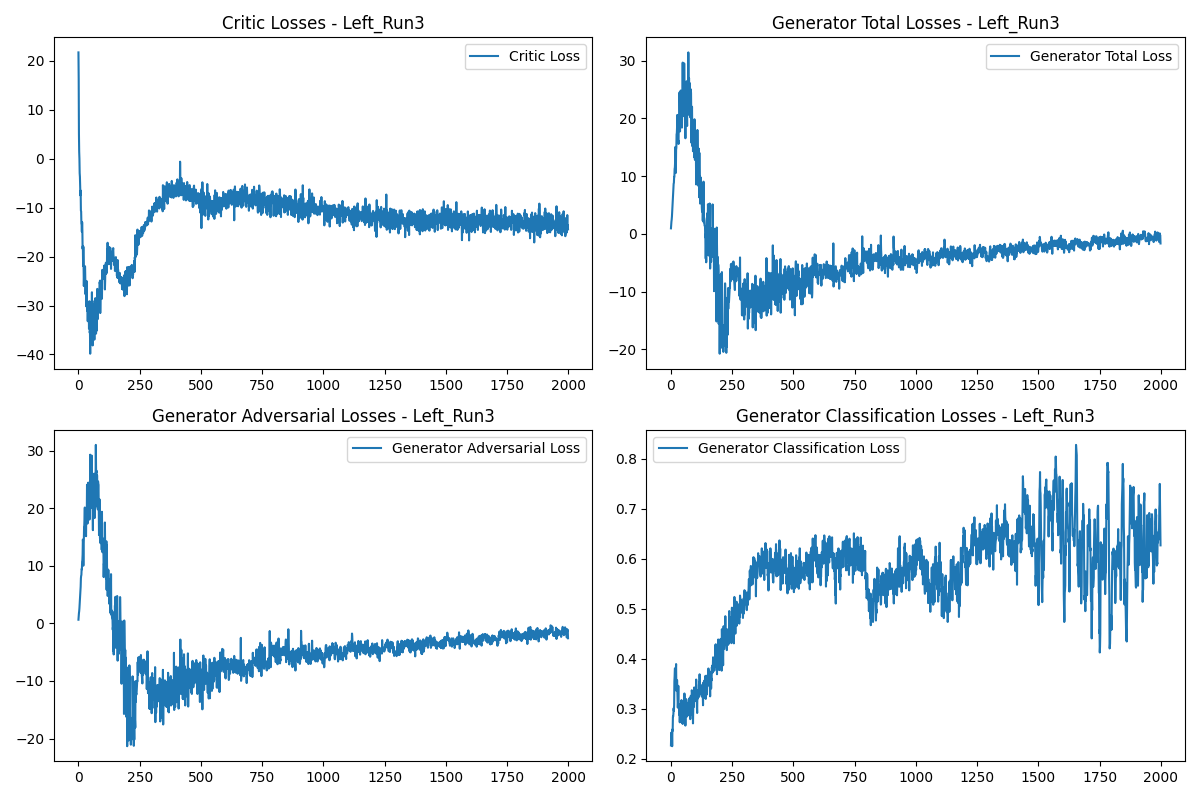 Critic Losses - Left_Run3
Critic Loss
20
10
0
−10
−20
−30
−40
0 250 500 750 1000 1250 1500 1750 2000
Generator Total Losses - Left_Run3
Generator Total Loss
30
20
10
0
−10
−20
0 250 500 750 1000 1250 1500 1750 2000
Generator Adversarial Losses - Left_Run3
Generator Adversarial Loss
30
20
10
0
−10
−20
0 250 500 750 1000 1250 1500 1750 2000
Generator Classification Losses - Left_Run3
Generator Classification Loss
0.8
0.7
0.6
0.5
0.4
0.3
0.2
0 250 500 750 1000 1250 1500 1750 2000